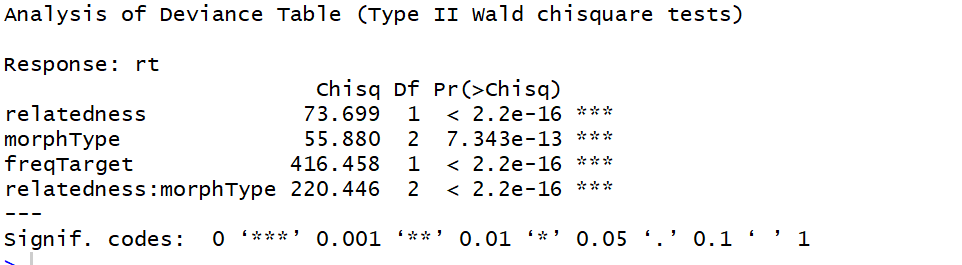 Analysis of Deviance Table (Type II Wald chisquare tests)

Response: rt
                       Chisq Df Pr(>Chisq)
relatedness           73.699  1  < 2.2e-16 ***
morphType             55.880  2  7.343e-13 ***
freqTarget           416.458  1  < 2.2e-16 ***
relatedness:morphType 220.446  2  < 2.2e-16 ***
---
Signif. codes:  0 ‘***’ 0.001 ‘**’ 0.01 ‘*’ 0.05 ‘.’ 0.1 ‘ ’ 1
>